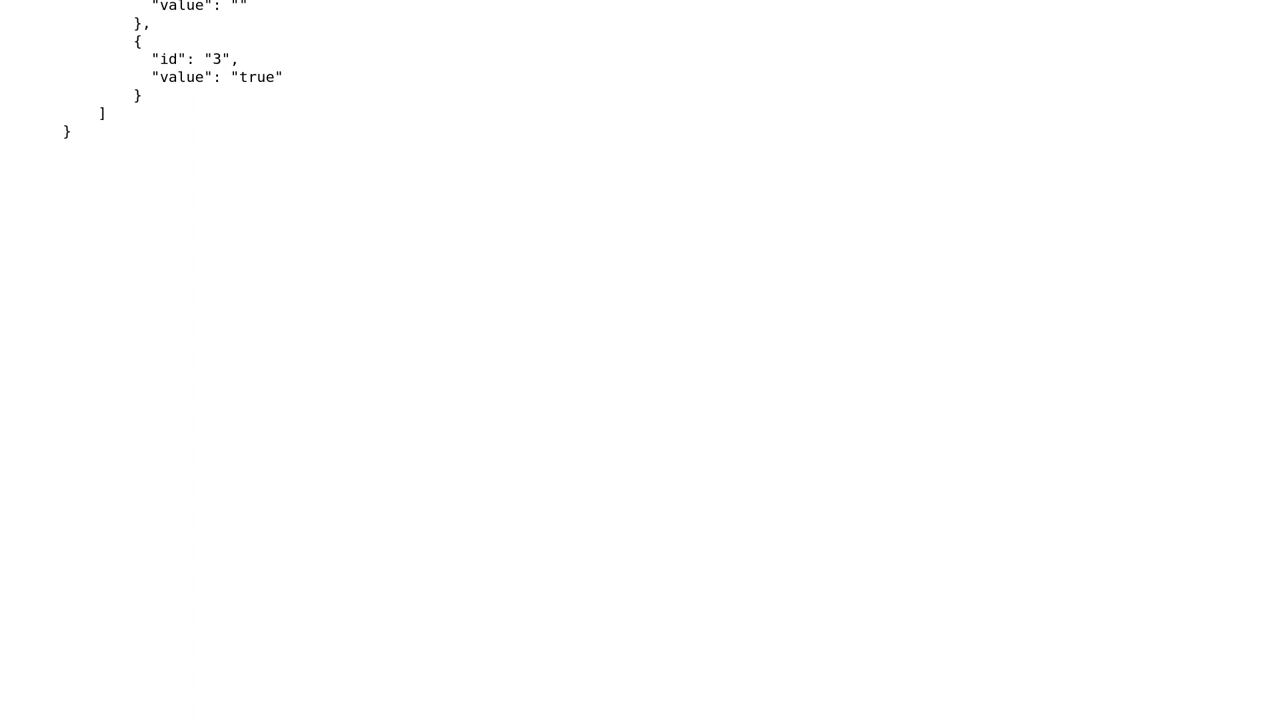 "value": ""
},
{
"id": "3",
"value": "true"
}
]
}